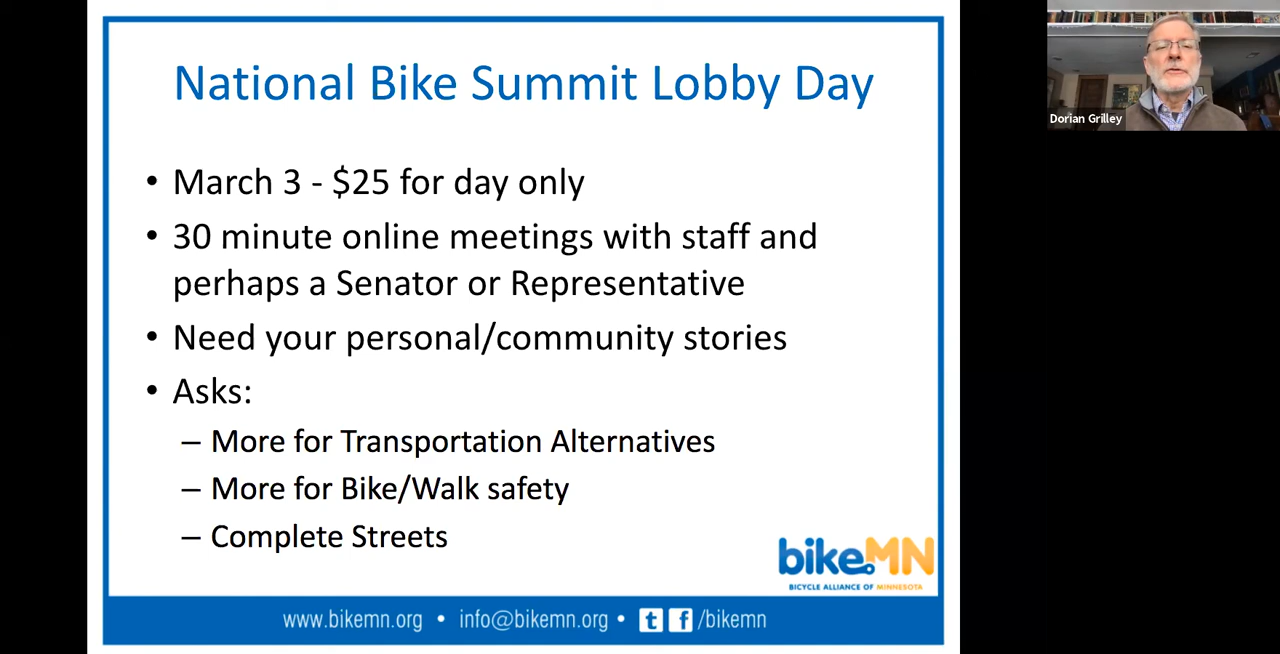 National Bike Summit Lobby Day
• March 3 - $25 for day only
• 30 minute online meetings with staff and
perhaps a Senator or Representative
• Need your personal/community stories
• Asks:
– More for Transportation Alternatives
– More for Bike/Walk safety
– Complete Streets
bikeMN
BICYCLE ALLIANCE OF MINNESOTA
www.bikemn.org • info@bikemn.org • t f /bikemn
Dorian Grilley